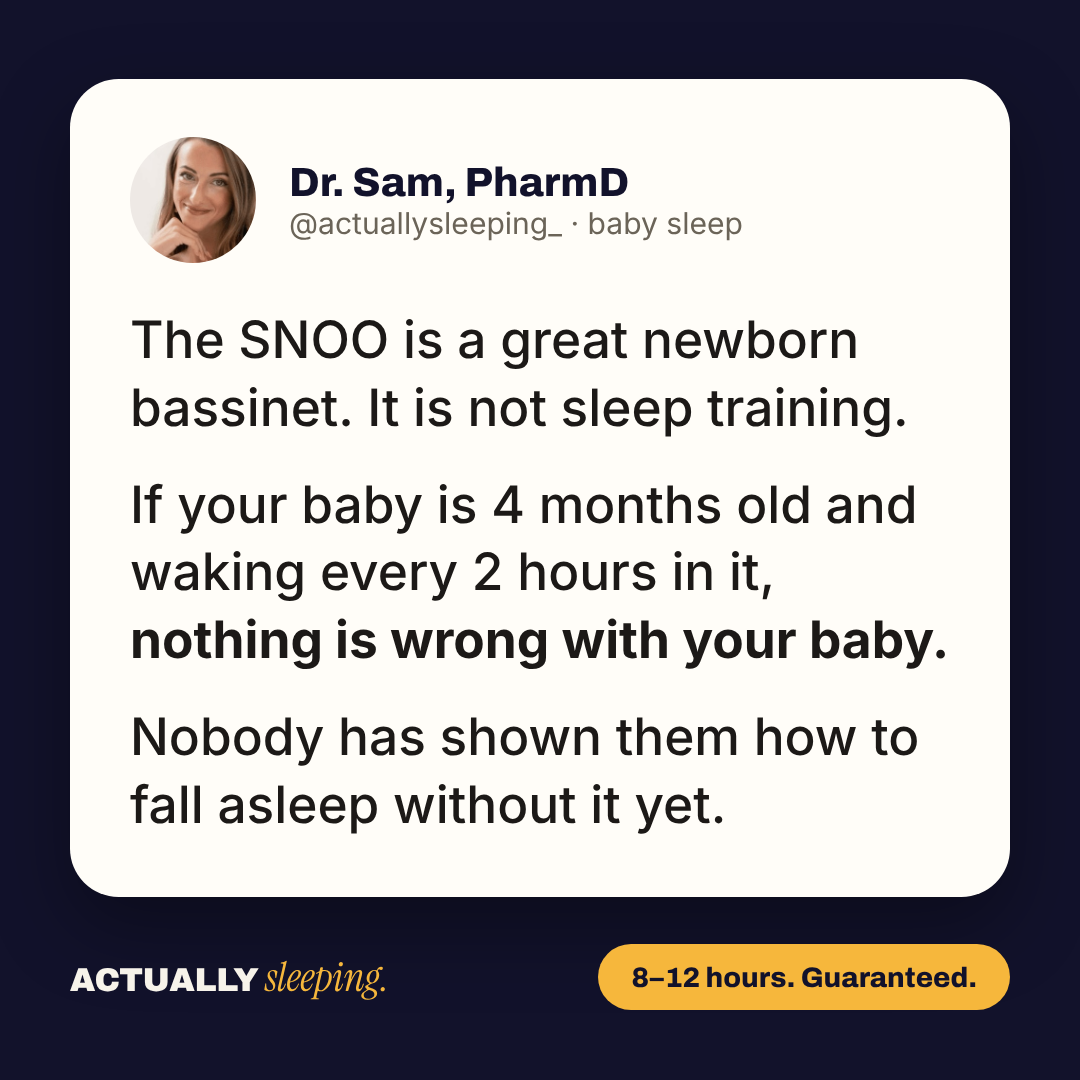 Dr. Sam, PharmD
@actuallysleeping_ · baby sleep
The SNOO is a great newborn
bassinet. It is not sleep training.
If your baby is 4 months old and
waking every 2 hours in it,
nothing is wrong with your baby.
Nobody has shown them how to
fall asleep without it yet.
ACTUALLY sleeping.
8–12 hours. Guaranteed.